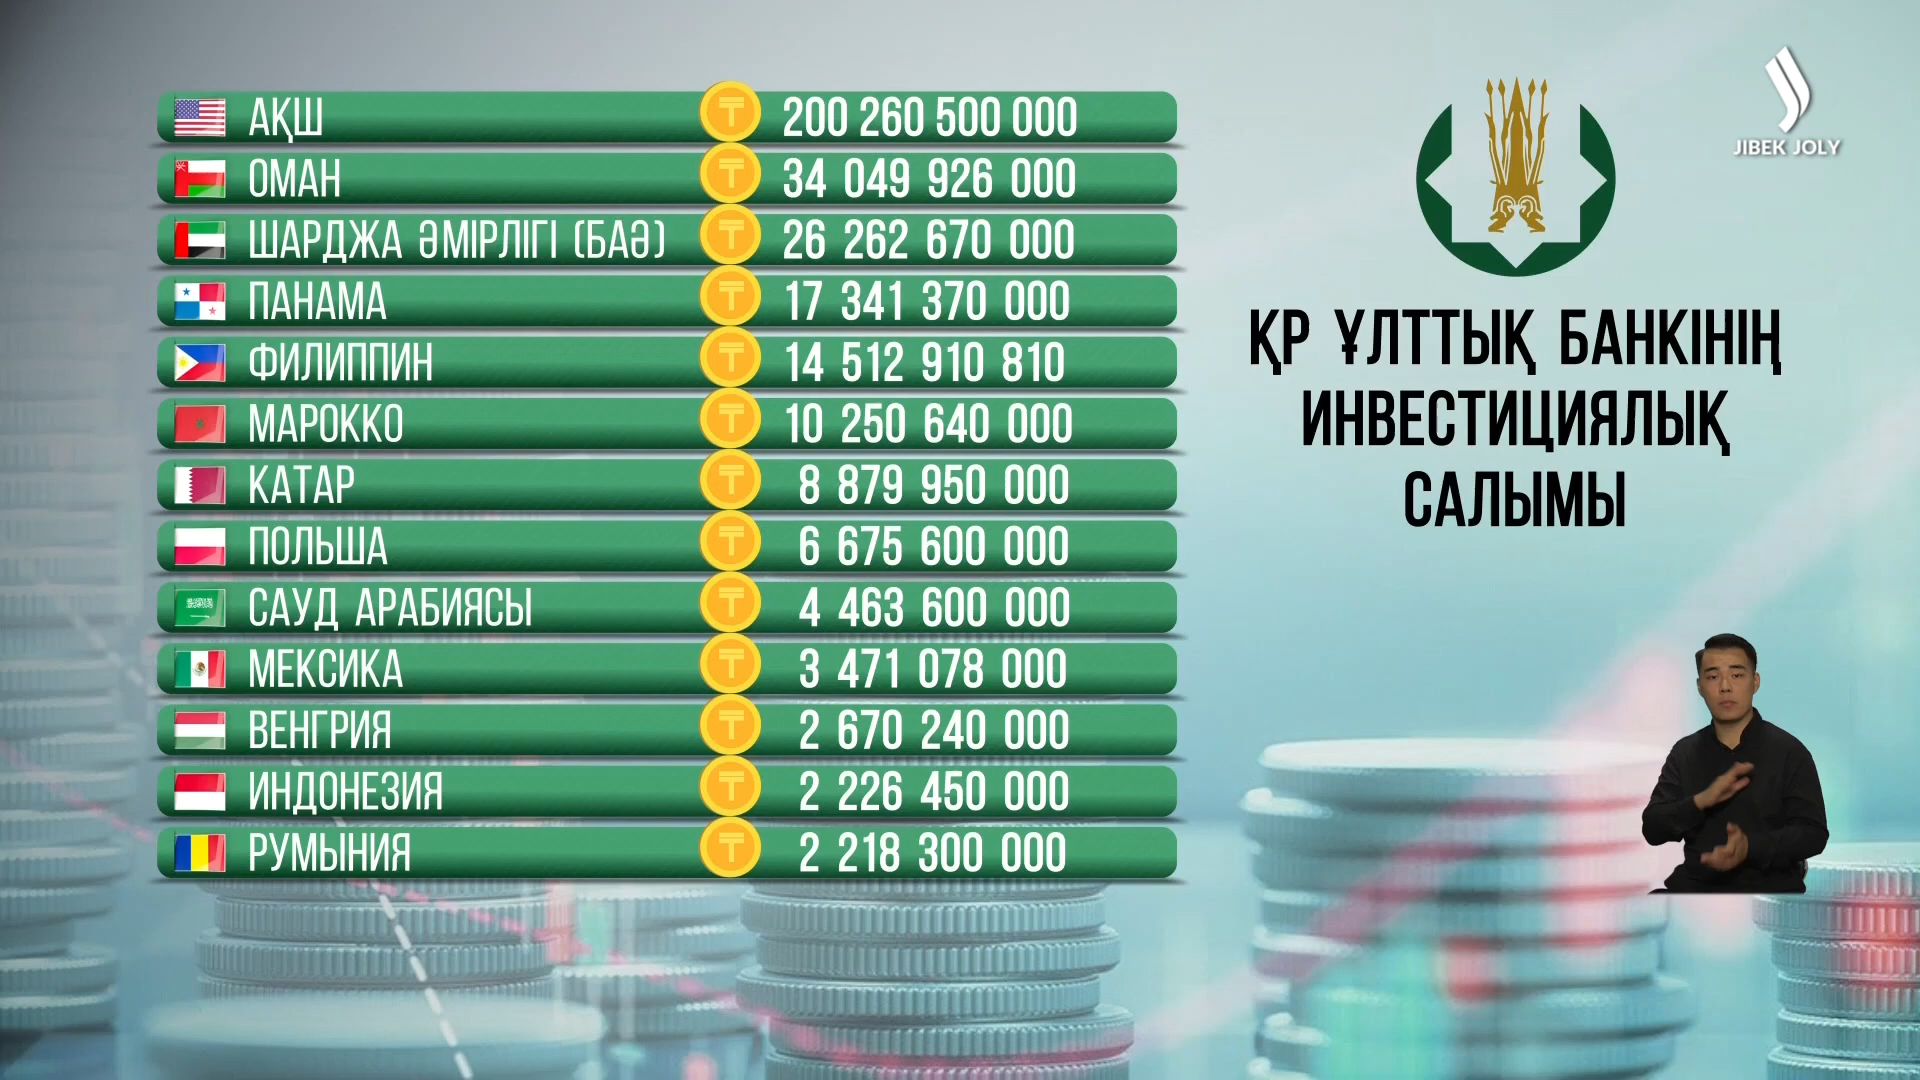 АҚШ 200 260 500 000
ОМАН 34 049 926 000
ШАРДЖА ӘМІРЛІГІ (БАӘ) 26 262 670 000
ПАНАМА 17 341 370 000
ФИЛИППИН 14 512 910 810
МАРОККО 10 250 640 000
КАТАР 8 879 950 000
ПОЛЬША 6 675 600 000
САУД АРАБИЯСЫ 4 463 600 000
МЕКСИКА 3 471 078 000
ВЕНГРИЯ 2 670 240 000
ИНДОНЕЗИЯ 2 226 450 000
РУМЫНИЯ 2 218 300 000
ҚР ҰЛТТЫҚ БАНКІНІҢ
ИНВЕСТИЦИЯЛЫҚ
САЛЫМЫ
JIBEK JOLY